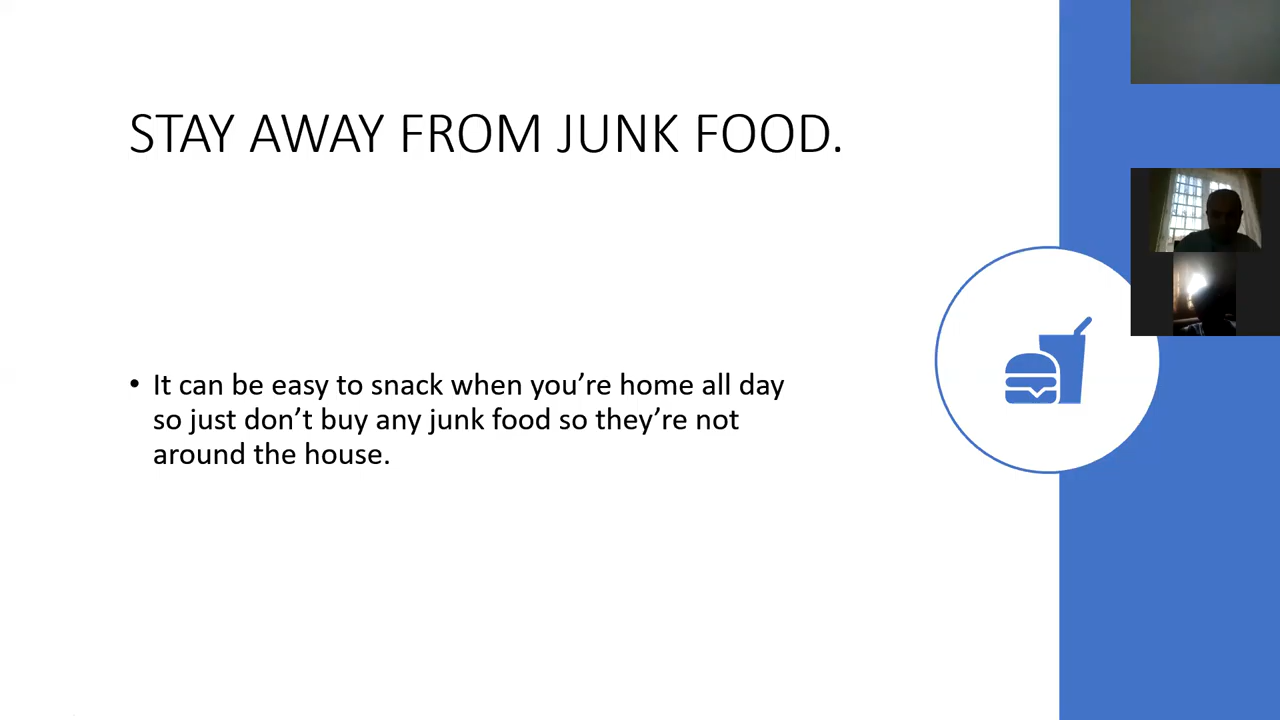 STAY AWAY FROM JUNK FOOD.
• It can be easy to snack when you’re home all day
so just don’t buy any junk food so they’re not
around the house.